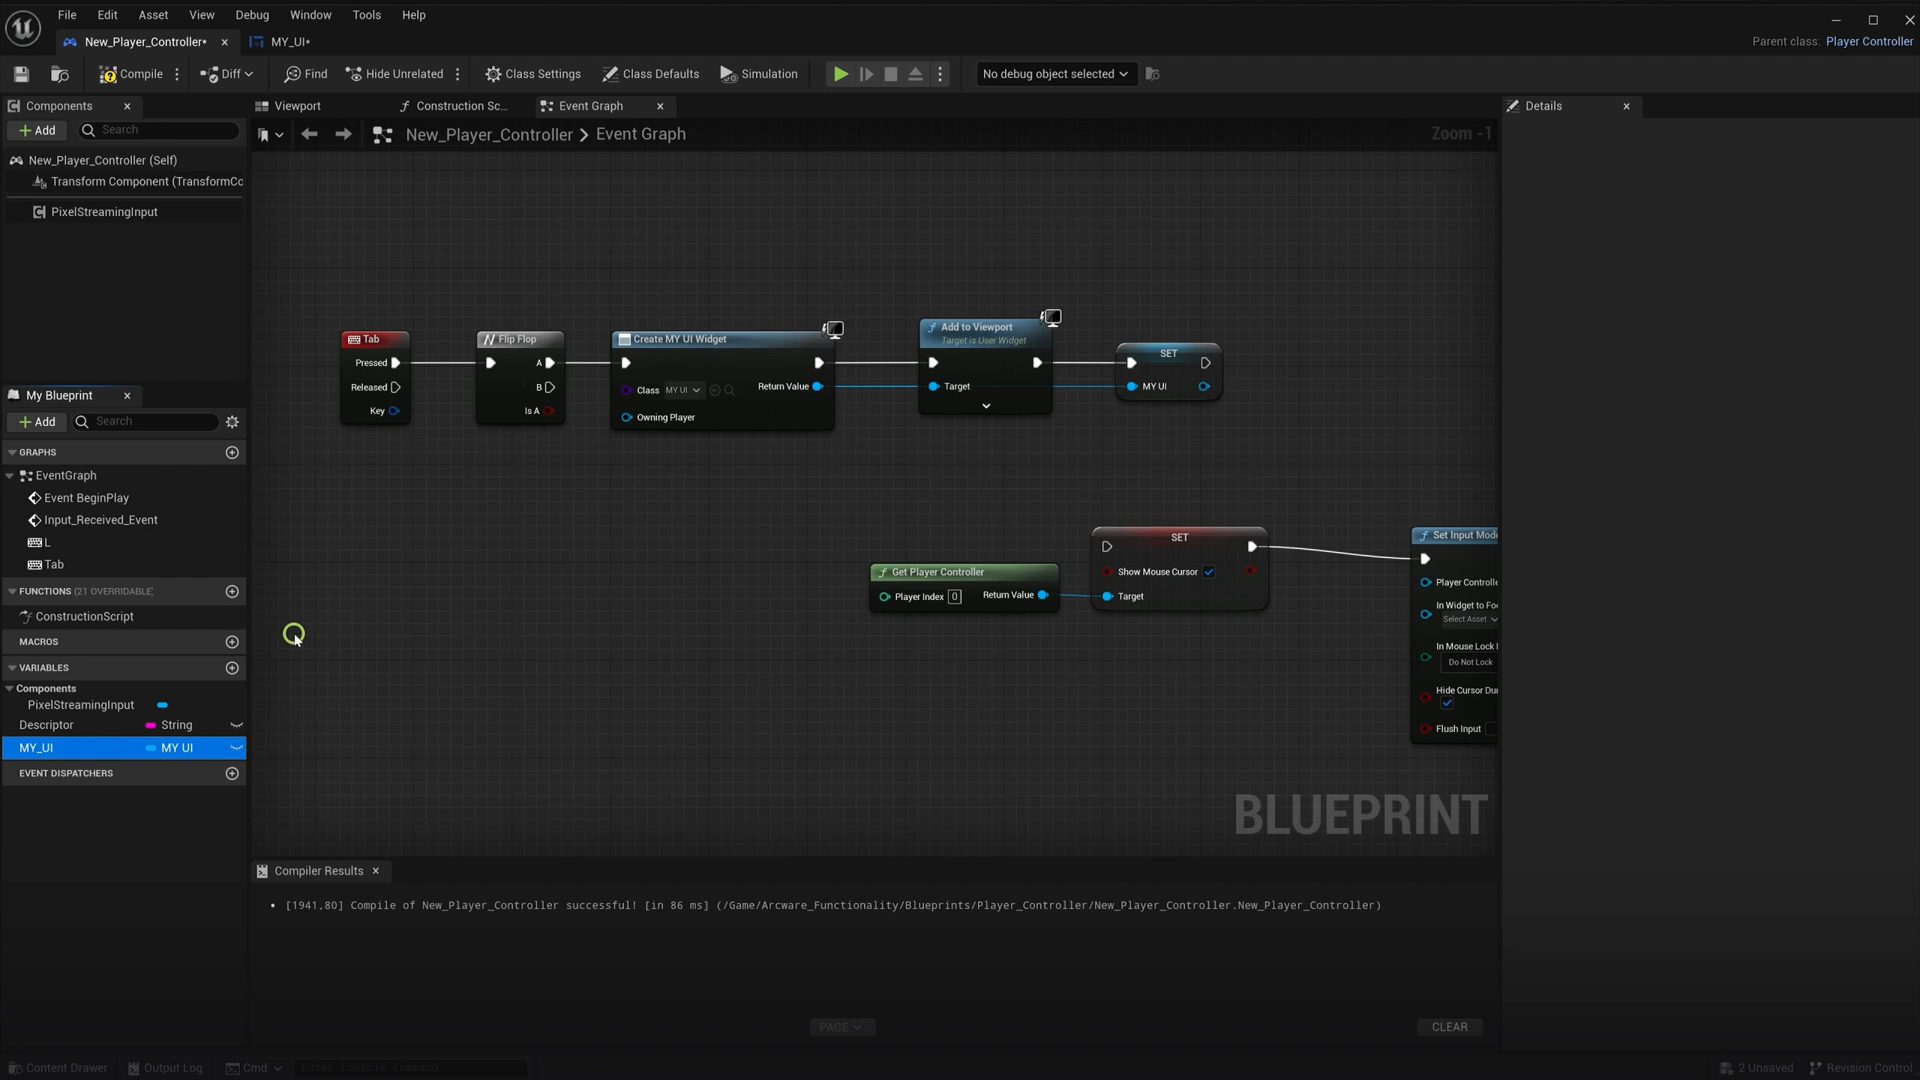 File Edit Asset View Debug Window Tools Help
New_Player_Controller*
MY_UI*
Parent class: Player Controller
Compile
Diff
Find
Hide Unrelated
Class Settings
Class Defaults
Simulation
No debug object selected
Components
Viewport
Construction Sc...
Event Graph
Details
Add
Search
New_Player_Controller > Event Graph
Zoom -1
New_Player_Controller (Self)
Transform Component (TransformCo
PixelStreamingInput
Tab
Pressed
Released
Key
Flip Flop
A
B
Is A
Create MY UI Widget
Class MY UI
Return Value
Owning Player
Add to Viewport
Target is User Widget
Target
SET
MY UI
My Blueprint
Add
Search
GRAPHS
EventGraph
Event BeginPlay
Input_Received_Event
L
Tab
FUNCTIONS (21 OVERRIDABLE)
ConstructionScript
MACROS
VARIABLES
Components
PixelStreamingInput
Descriptor String
MY_UI MY UI
EVENT DISPATCHERS
Get Player Controller
Player Index 0
Return Value
SET
Show Mouse Cursor
Target
Set Input Mode
Player Controlle
In Widget to Fo
Select Asset
In Mouse Lock
Do Not Lock
Hide Cursor Du
Flush Input
BLUEPRINT
Compiler Results
• [1941,80] Compile of New_Player_Controller successful! [in 86 ms] (/Game/Arcware_Functionality/Blueprints/Player_Controller/New_Player_Controller.New_Player_Controller)
PAGE
CLEAR
Content Drawer
Output Log
Cmd
Enter Console Command
2 Unsaved
Revision Control